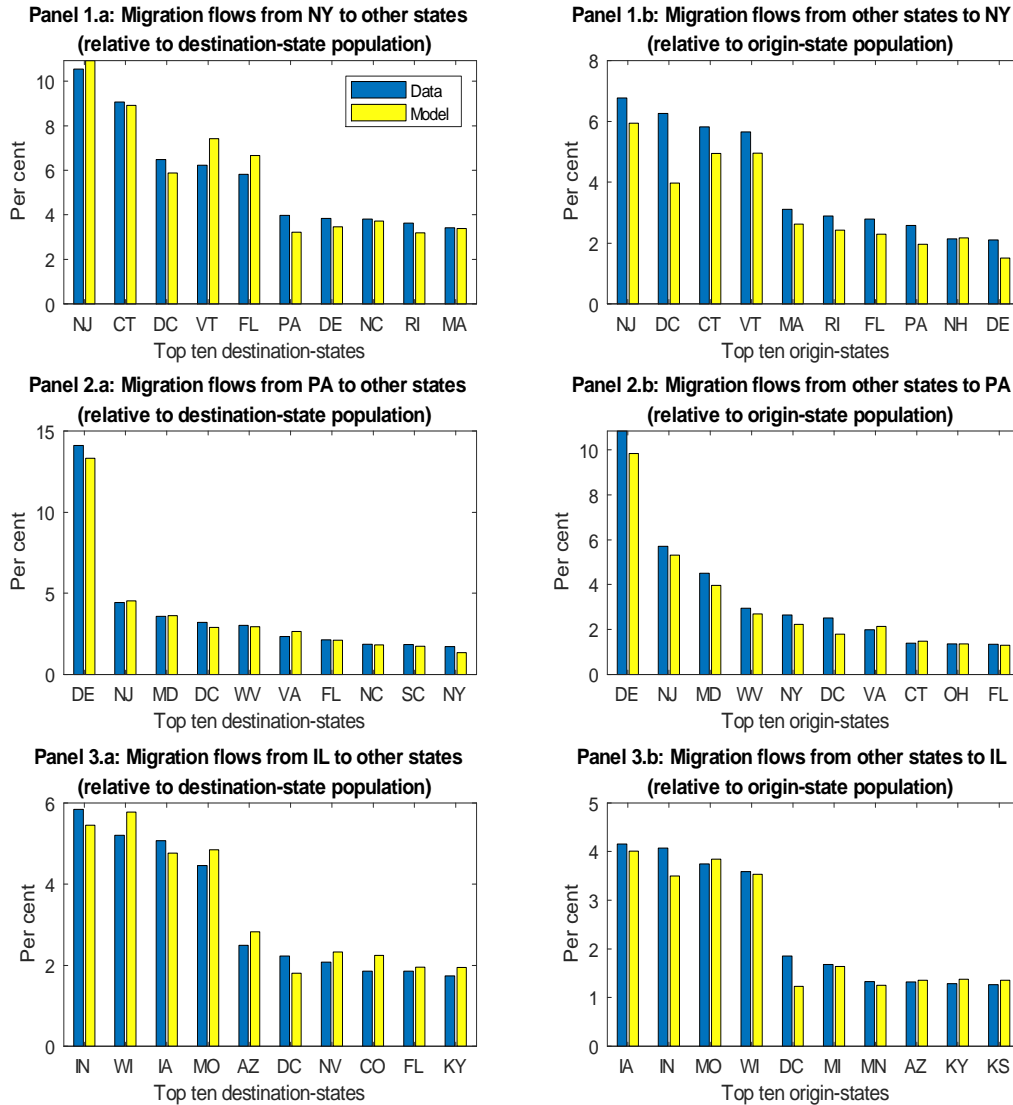 Panel 1.a: Migration flows from NY to other states
(relative to destination-state population)
10
8
6
4
2
0
Per cent
Data
Model
NJ CT DC VT FL PA DE NC RI MA
Top ten destination-states
Panel 1.b: Migration flows from other states to NY
(relative to origin-state population)
8
6
4
2
0
Per cent
NJ DC CT VT MA RI FL PA NH DE
Top ten origin-states
Panel 2.a: Migration flows from PA to other states
(relative to destination-state population)
15
10
5
0
Per cent
DE NJ MD DC WV VA FL NC SC NY
Top ten destination-states
Panel 2.b: Migration flows from other states to PA
(relative to origin-state population)
10
8
6
4
2
0
Per cent
DE NJ MD WV NY DC VA CT OH FL
Top ten origin-states
Panel 3.a: Migration flows from IL to other states
(relative to destination-state population)
6
4
2
0
Per cent
IN WI IA MO AZ DC NV CO FL KY
Top ten destination-states
Panel 3.b: Migration flows from other states to IL
(relative to origin-state population)
5
4
3
2
1
0
Per cent
IA IN MO WI DC MI MN AZ KY KS
Top ten origin-states